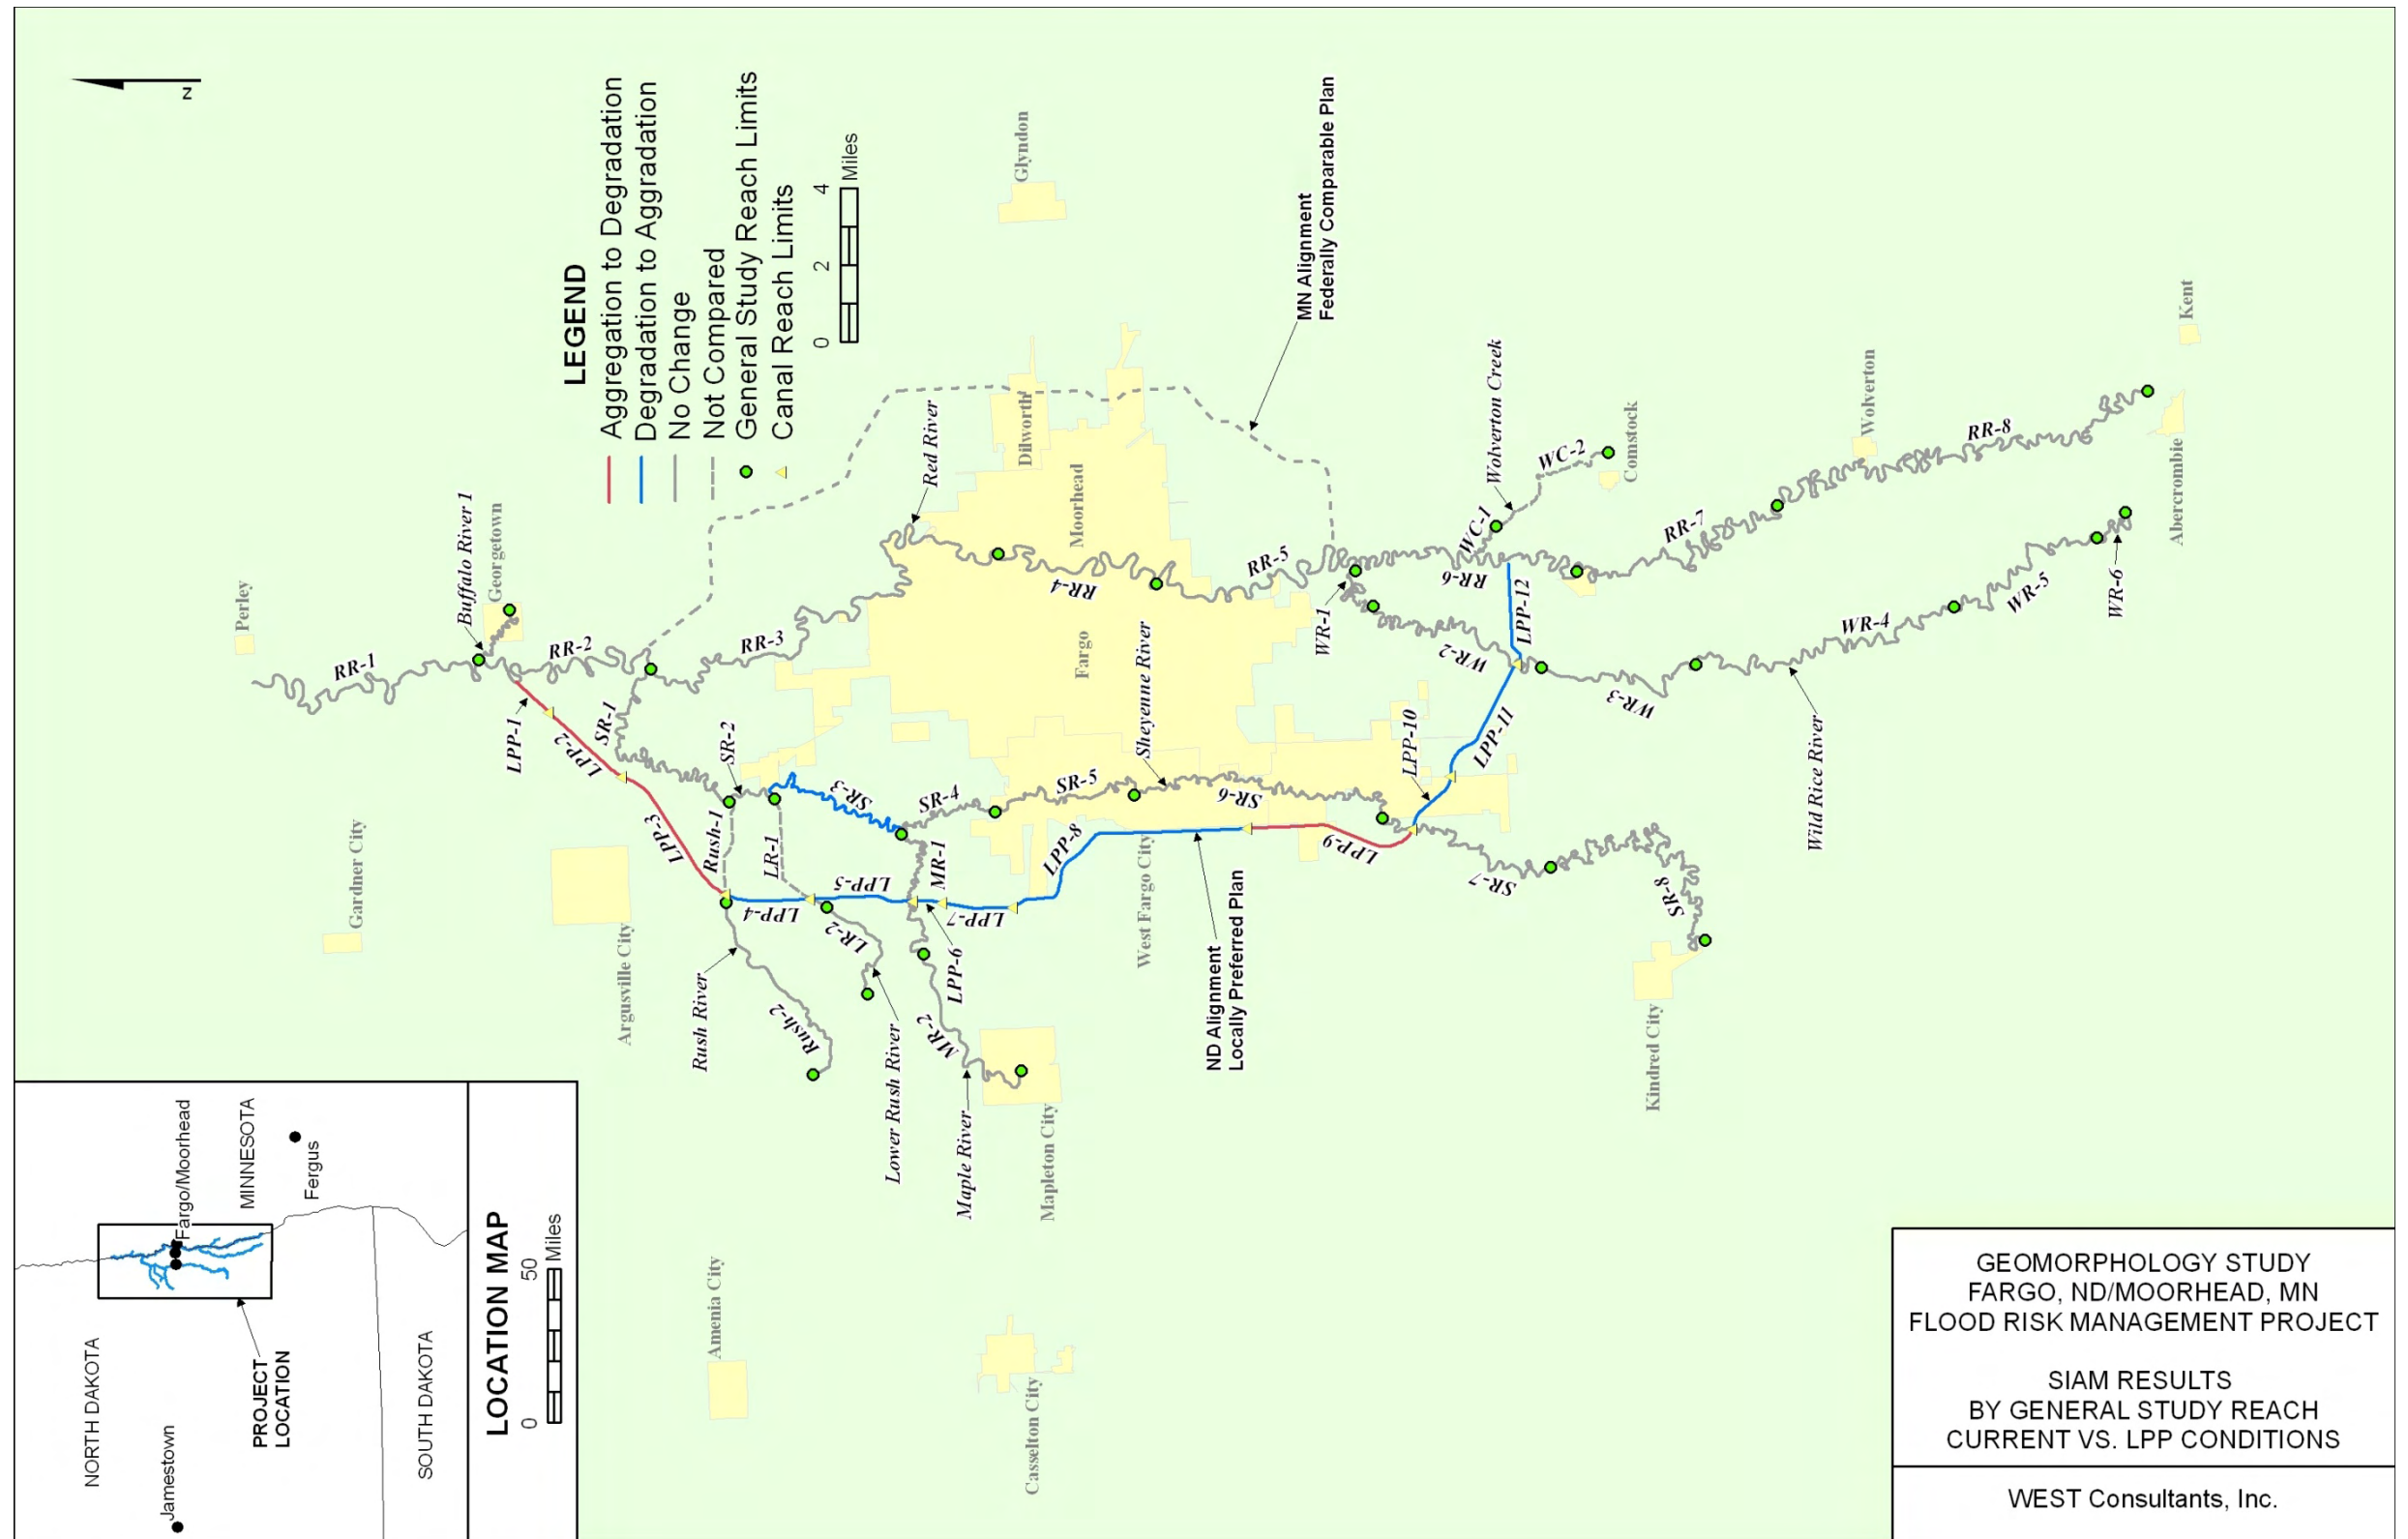 N
LEGEND
Aggregation to Degradation
Degradation to Aggradation
No Change
Not Compared
General Study Reach Limits
Canal Reach Limits
0
2
4
Miles
Perley
Georgetown
Buffalo River 1
RR-1
RR-2
LPP-1
LPP-2
SR-1
RR-3
LPP-3
SR-2
Rush-1
LR-1
SR-3
SR-4
LPP-4
LPP-5
LR-2
MR-1
LPP-6
LPP-7
LPP-8
Gardner City
Argusville City
Rush River
Rush-2
Lower Rush River
MR-2
Maple River
Mapleton City
Amenia City
Casselton City
Red River
Dilworth
Moorhead
Glyndon
RR-4
Fargo
SR-5
Sheyenne River
SR-6
West Fargo City
ND Alignment
Locally Preferred Plan
LPP-9
LPP-10
LPP-11
LPP-12
MN Alignment
Federally Comparable Plan
RR-5
WR-1
WR-2
RR-6
WC-1
Wolverton Creek
WC-2
Comstock
RR-7
Wolverton
RR-8
Kent
Abercrombie
WR-3
WR-4
WR-5
WR-6
Wild Rice River
SR-7
SR-8
Kindred City
NORTH DAKOTA
SOUTH DAKOTA
MINNESOTA
Jamestown
Fargo/Moorhead
Fergus
PROJECT
LOCATION
LOCATION MAP
0
50
Miles
GEOMORPHOLOGY STUDY
FARGO, ND/MOORHEAD, MN
FLOOD RISK MANAGEMENT PROJECT
SIAM RESULTS
BY GENERAL STUDY REACH
CURRENT VS. LPP CONDITIONS
WEST Consultants, Inc.